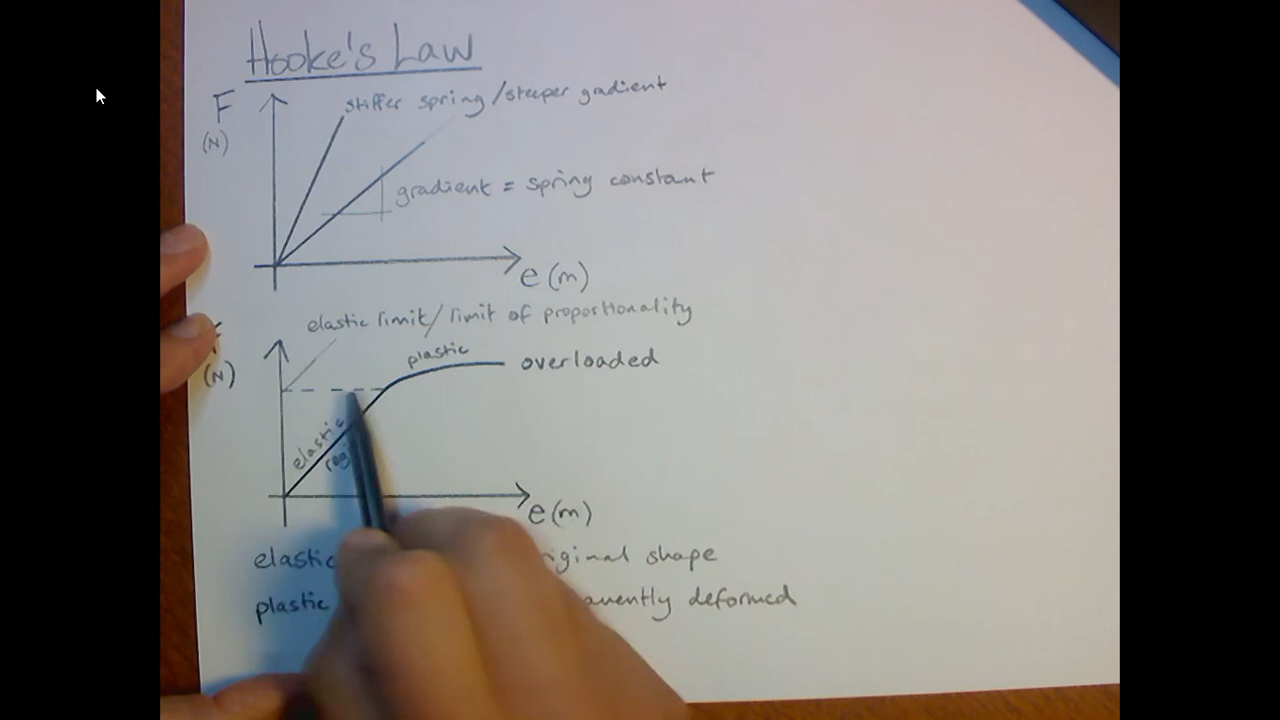 Hooke's Law
F
(N)
stiffer spring/steeper gradient
gradient = spring constant
e (m)
elastic limit/limit of proportionality
(N)
plastic
overloaded
elastic
e (m)
elastic
shape
plastic
deformed